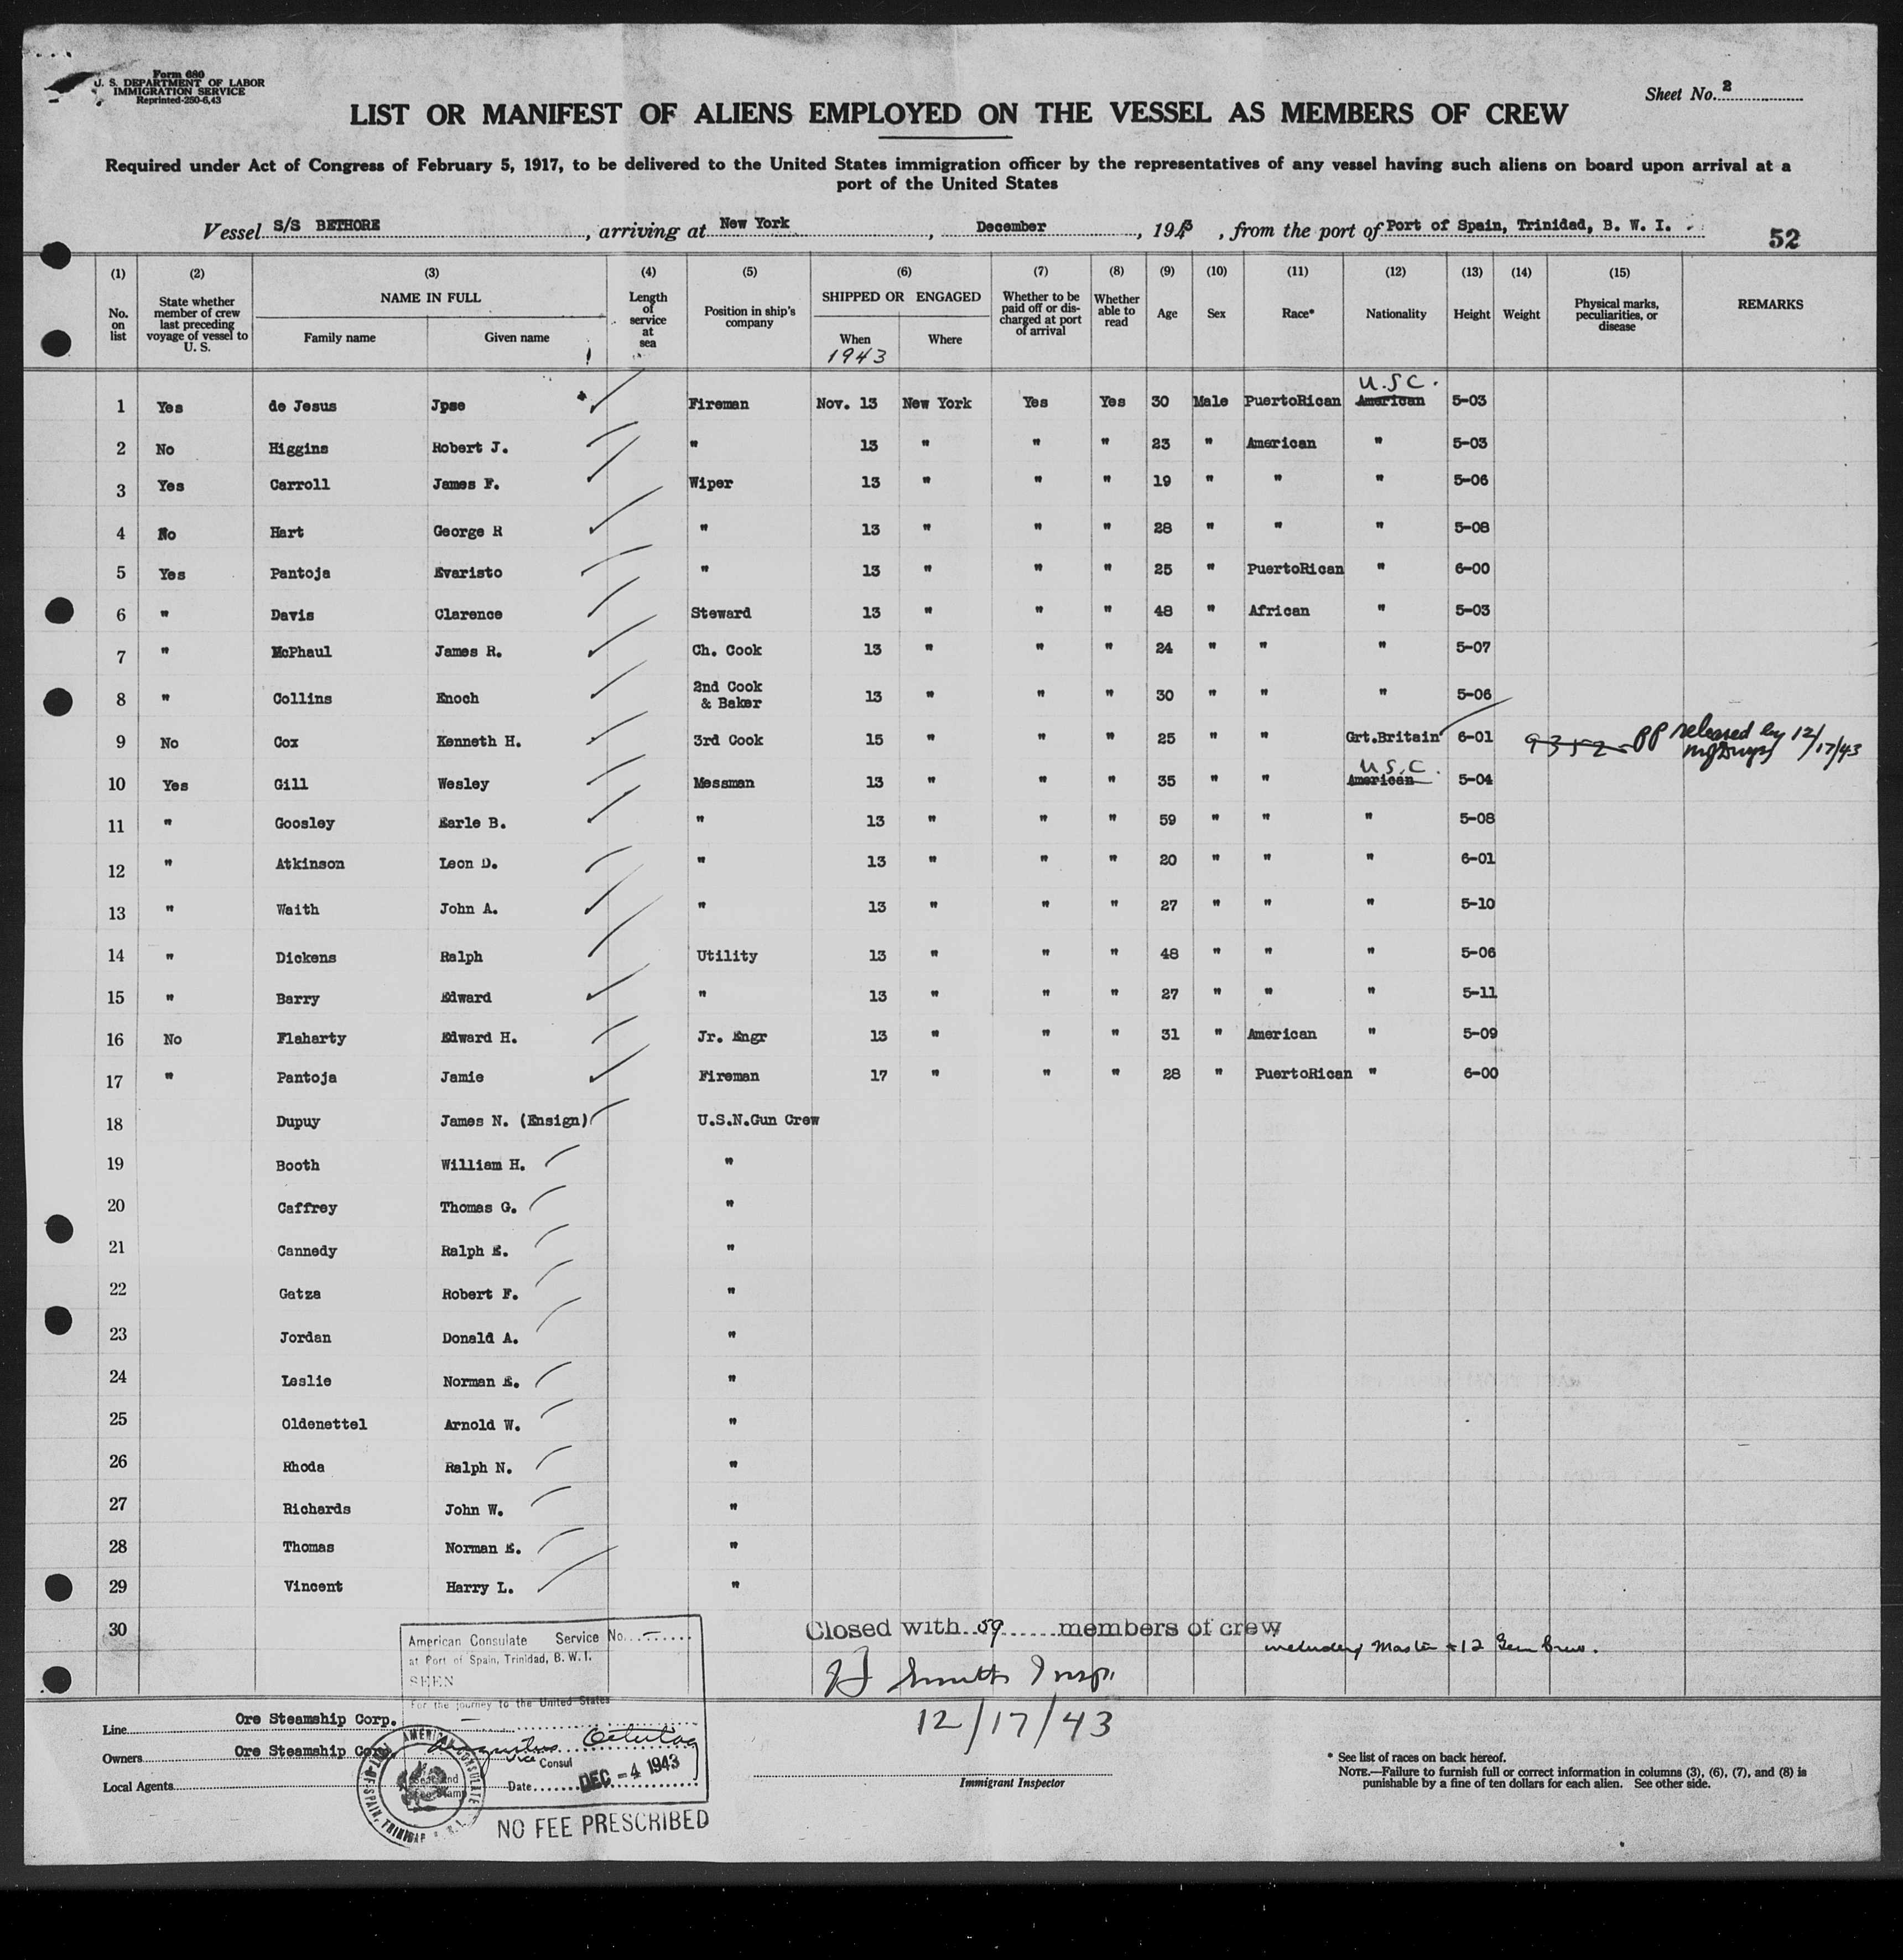 Form 680
U. S. DEPARTMENT OF LABOR
IMMIGRATION SERVICE
Reprinted-250-6,43
Sheet No. 2
LIST OR MANIFEST OF ALIENS EMPLOYED ON THE VESSEL AS MEMBERS OF CREW
Required under Act of Congress of February 5, 1917, to be delivered to the United States immigration officer by the representatives of any vessel having such aliens on board upon arrival at a
port of the United States
Vessel S/S BETHORE, arriving at New York, December, 1943, from the port of Port of Spain, Trinidad, B. W. I.
52
(1) (2) (3) (4) (5) (6) (7) (8) (9) (10) (11) (12) (13) (14) (15)
No. on list State whether member of crew last preceding voyage of vessel to U. S. NAME IN FULL Family name Given name Length of service at sea Position in ship's company SHIPPED OR ENGAGED When 1943 Where Whether to be paid off or discharged at port of arrival Whether able to read Age Sex Race* Nationality Height Weight Physical marks, peculiarities, or disease REMARKS
U.S.C.
1 Yes de Jesus Jpse Fireman Nov. 13 New York Yes Yes 30 Male PuertoRican American 5-03
2 No Higgins Robert J. " 13 " " " 23 " American " 5-03
3 Yes Carroll James F. Wiper 13 " " " 19 " " " 5-06
4 No Hart George R " 13 " " " 28 " " " 5-08
5 Yes Pantoja Evaristo " 13 " " " 25 " PuertoRican " 6-00
6 " Davis Clarence Steward 13 " " " 48 " African " 5-03
7 " McPhaul James R. Ch. Cook 13 " " " 24 " " " 5-07
8 " Collins Enoch 2nd Cook & Baker 13 " " " 30 " " " 5-06
9 No Cox Kenneth H. 3rd Cook 15 " " " 25 " " Grt.Britain 6-01 PP released by 12/17/43
U.S.C.
10 Yes Gill Wesley Messman 13 " " " 35 " " American 5-04
11 " Goosley Earle B. " 13 " " " 59 " " " 5-08
12 " Atkinson Leon D. " 13 " " " 20 " " " 6-01
13 " Waith John A. " 13 " " " 27 " " " 5-10
14 " Dickens Ralph Utility 13 " " " 48 " " " 5-06
15 " Barry Edward " 13 " " " 27 " " " 5-11
16 No Flaharty Edward H. Jr. Engr 13 " " " 31 " American " 5-09
17 " Pantoja Jamie Fireman 17 " " " 28 " PuertoRican " 6-00
18 Dupuy James N. (Ensign) U.S.N.Gun Crew
19 Booth William H. "
20 Caffrey Thomas G. "
21 Cannedy Ralph E. "
22 Gatza Robert F. "
23 Jordan Donald A. "
24 Leslie Norman E. "
25 Oldenettel Arnold W. "
26 Rhoda Ralph N. "
27 Richards John W. "
28 Thomas Norman E. "
29 Vincent Harry L. "
30
Closed with 59 members of crew
including Master + 12 Gun Crew.
Smith Insp.
12/17/43
Immigrant Inspector
American Consulate Service No. -
at Port of Spain, Trinidad, B. W. I.
SEEN
For the journey to the United States
Vice Consul
Date DEC -4 1943
AMERICAN CONSULATE
NO FEE PRESCRIBED
Line Ore Steamship Corp.
Owners Ore Steamship Corp.
Local Agents
* See list of races on back hereof.
NOTE.—Failure to furnish full or correct information in columns (3), (6), (7), and (8) is
punishable by a fine of ten dollars for each alien. See other side.